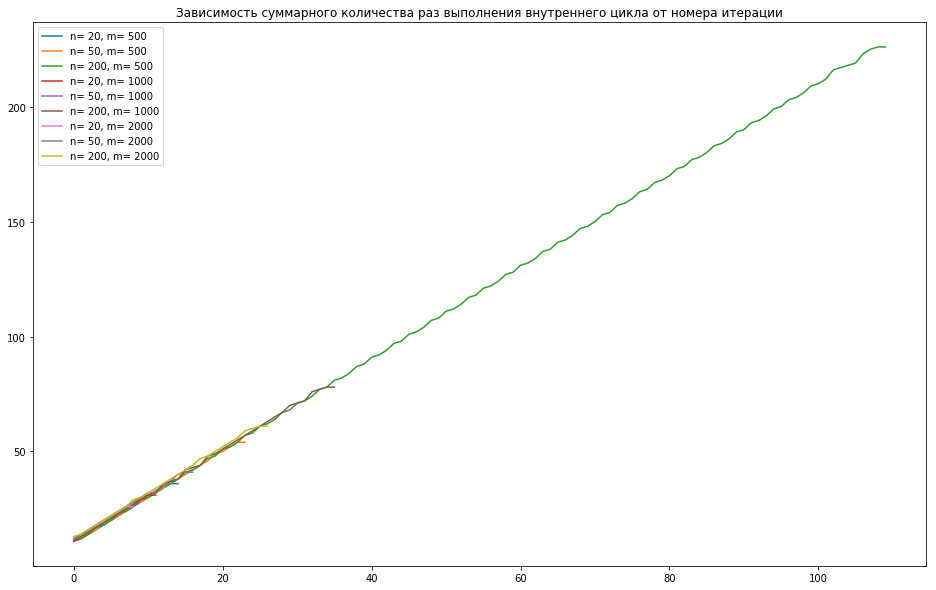 Зависимость суммарного количества раз выполнения внутреннего цикла от номера итерации
n= 20, m= 500
n= 50, m= 500
n= 200, m= 500
n= 20, m= 1000
n= 50, m= 1000
n= 200, m= 1000
n= 20, m= 2000
n= 50, m= 2000
n= 200, m= 2000
200
150
100
50
0 20 40 60 80 100